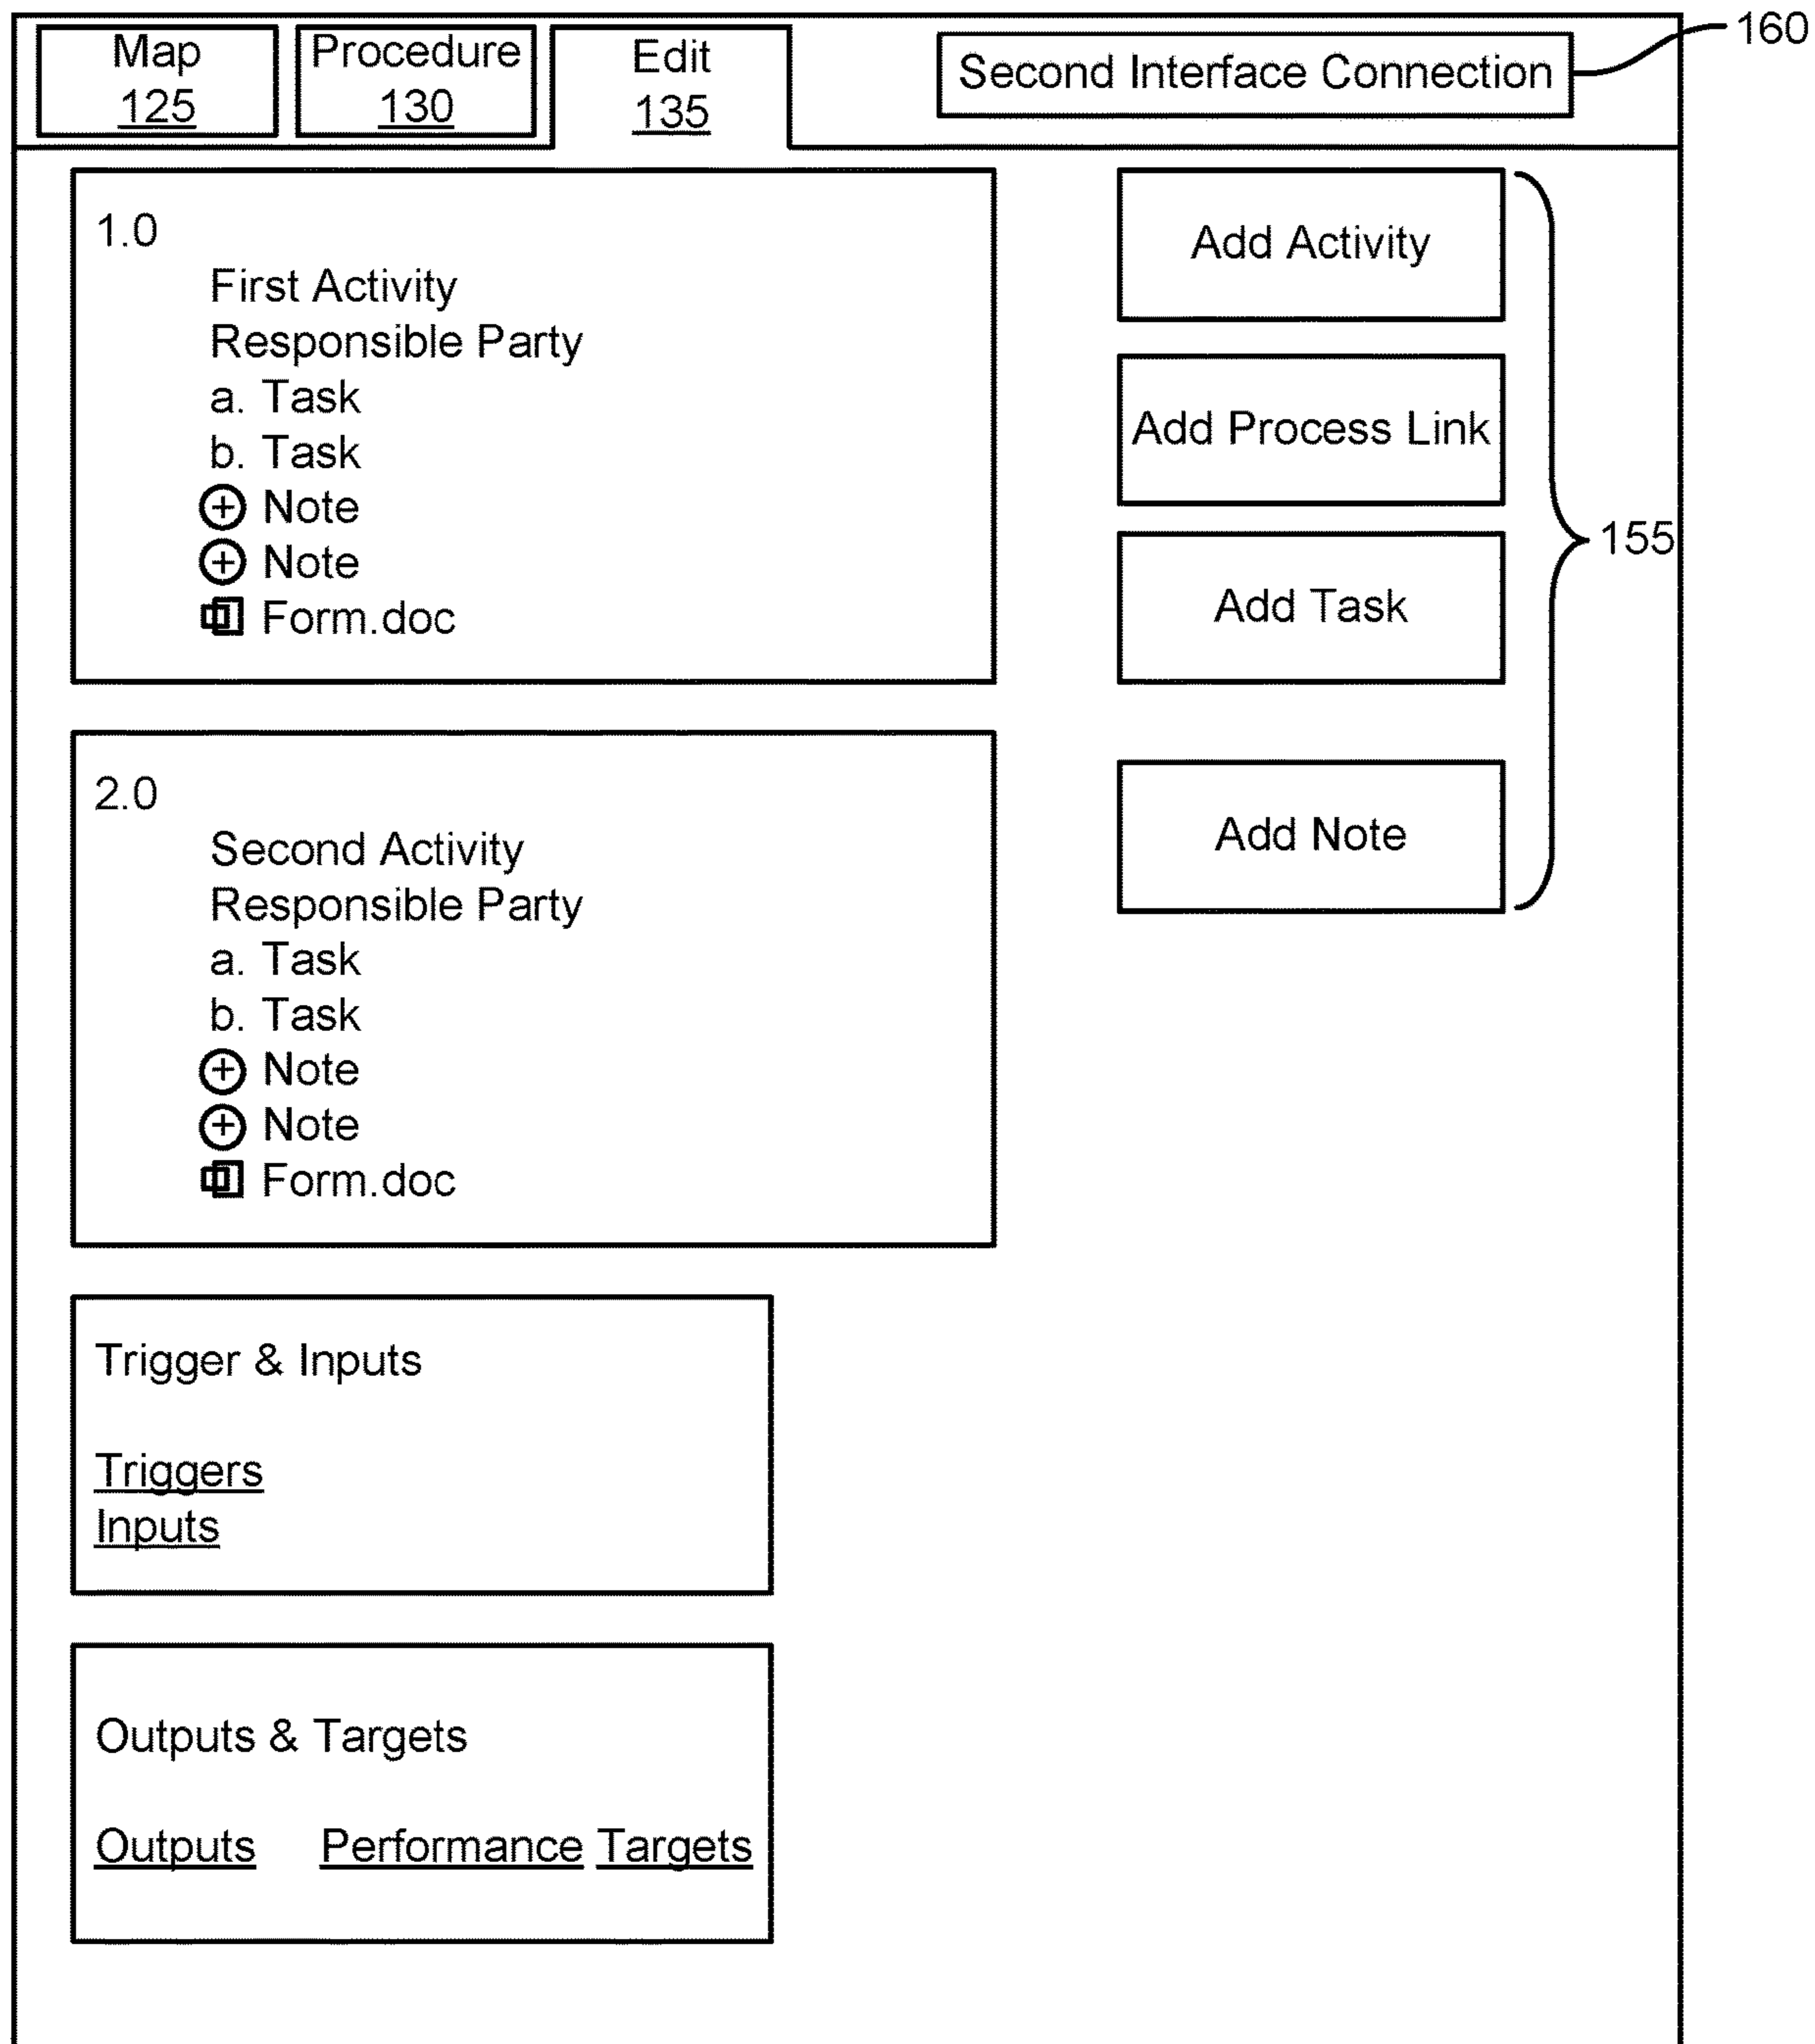 Map
125
Procedure
130
Edit
135
Second Interface Connection
160
1.0
First Activity
Responsible Party
a. Task
b. Task
Note
Note
Form.doc
Add Activity
Add Process Link
Add Task
Add Note
155
2.0
Second Activity
Responsible Party
a. Task
b. Task
Note
Note
Form.doc
Trigger & Inputs
Triggers
Inputs
Outputs & Targets
Outputs Performance Targets